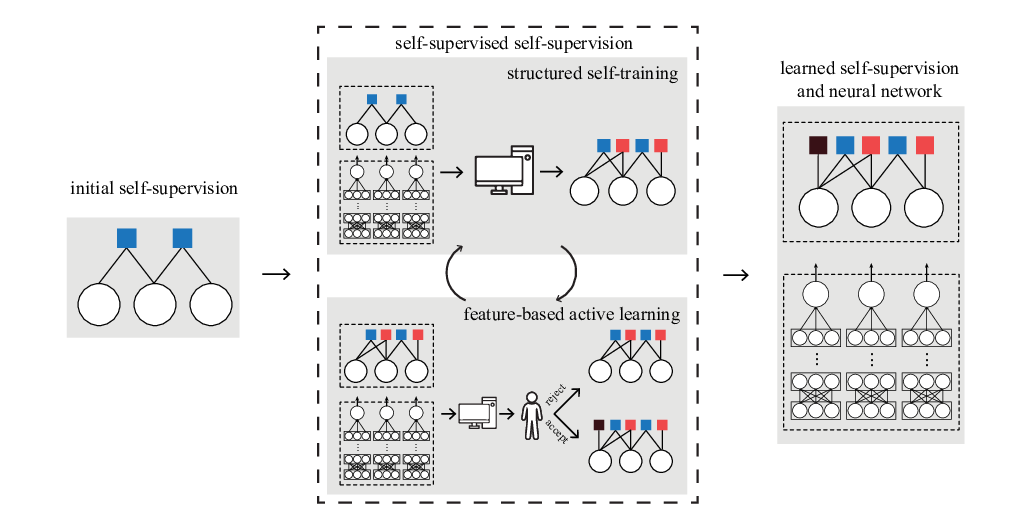 initial self-supervision
self-supervised self-supervision
structured self-training
feature-based active learning
reject
accept
learned self-supervision
and neural network